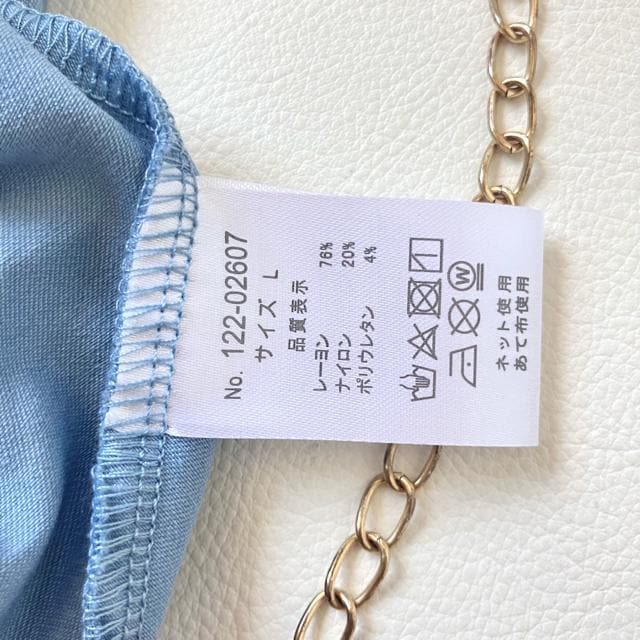 No. 122-02607
サイズ L
品質表示
レーヨン 76%
ナイロン 20%
ポリウレタン 4%
W
ネット使用
あて布使用